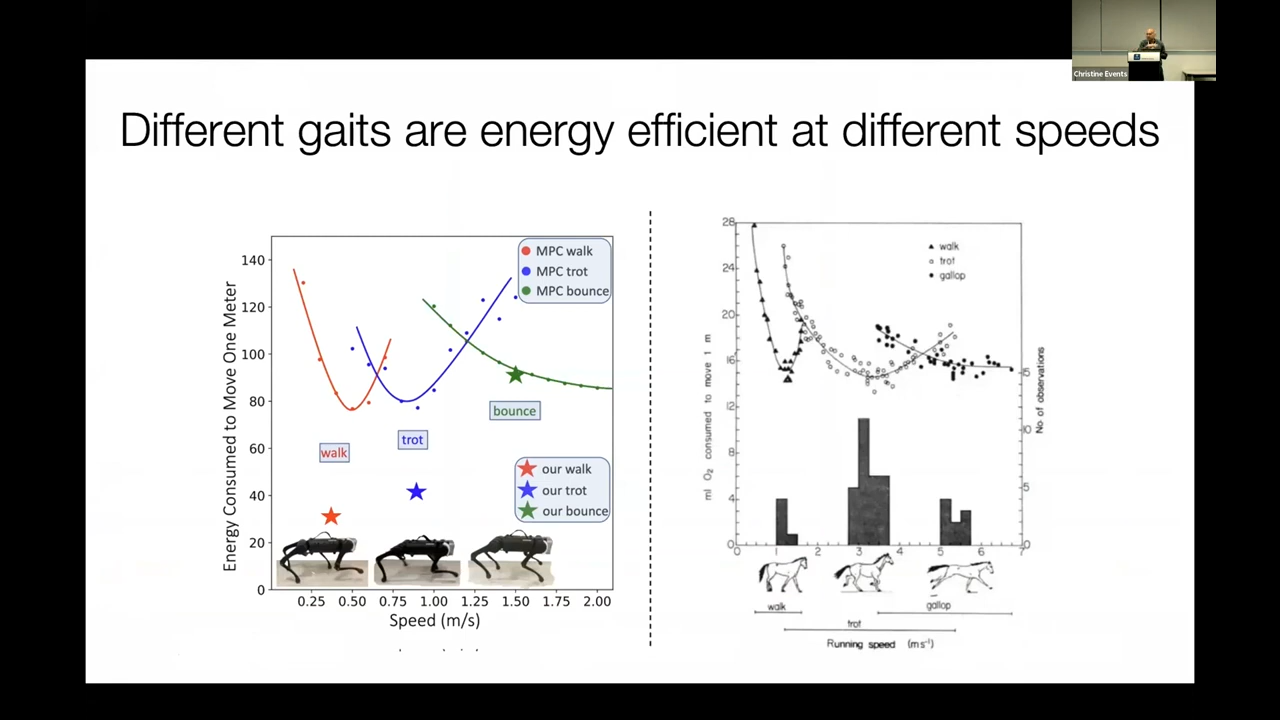 Christine Events
Different gaits are energy efficient at different speeds
Energy Consumed to Move One Meter
140
120
100
80
60
40
20
0
MPC walk
MPC trot
MPC bounce
walk
trot
bounce
our walk
our trot
our bounce
0.25 0.50 0.75 1.00 1.25 1.50 1.75 2.00
Speed (m/s)
ml O₂ consumed to move 1 m
28
24
20
16
12
8
4
0
walk
trot
gallop
No of observations
10
5
0
0 1 2 3 4 5 6 7
walk
gallop
trot
Running speed (m s⁻¹)